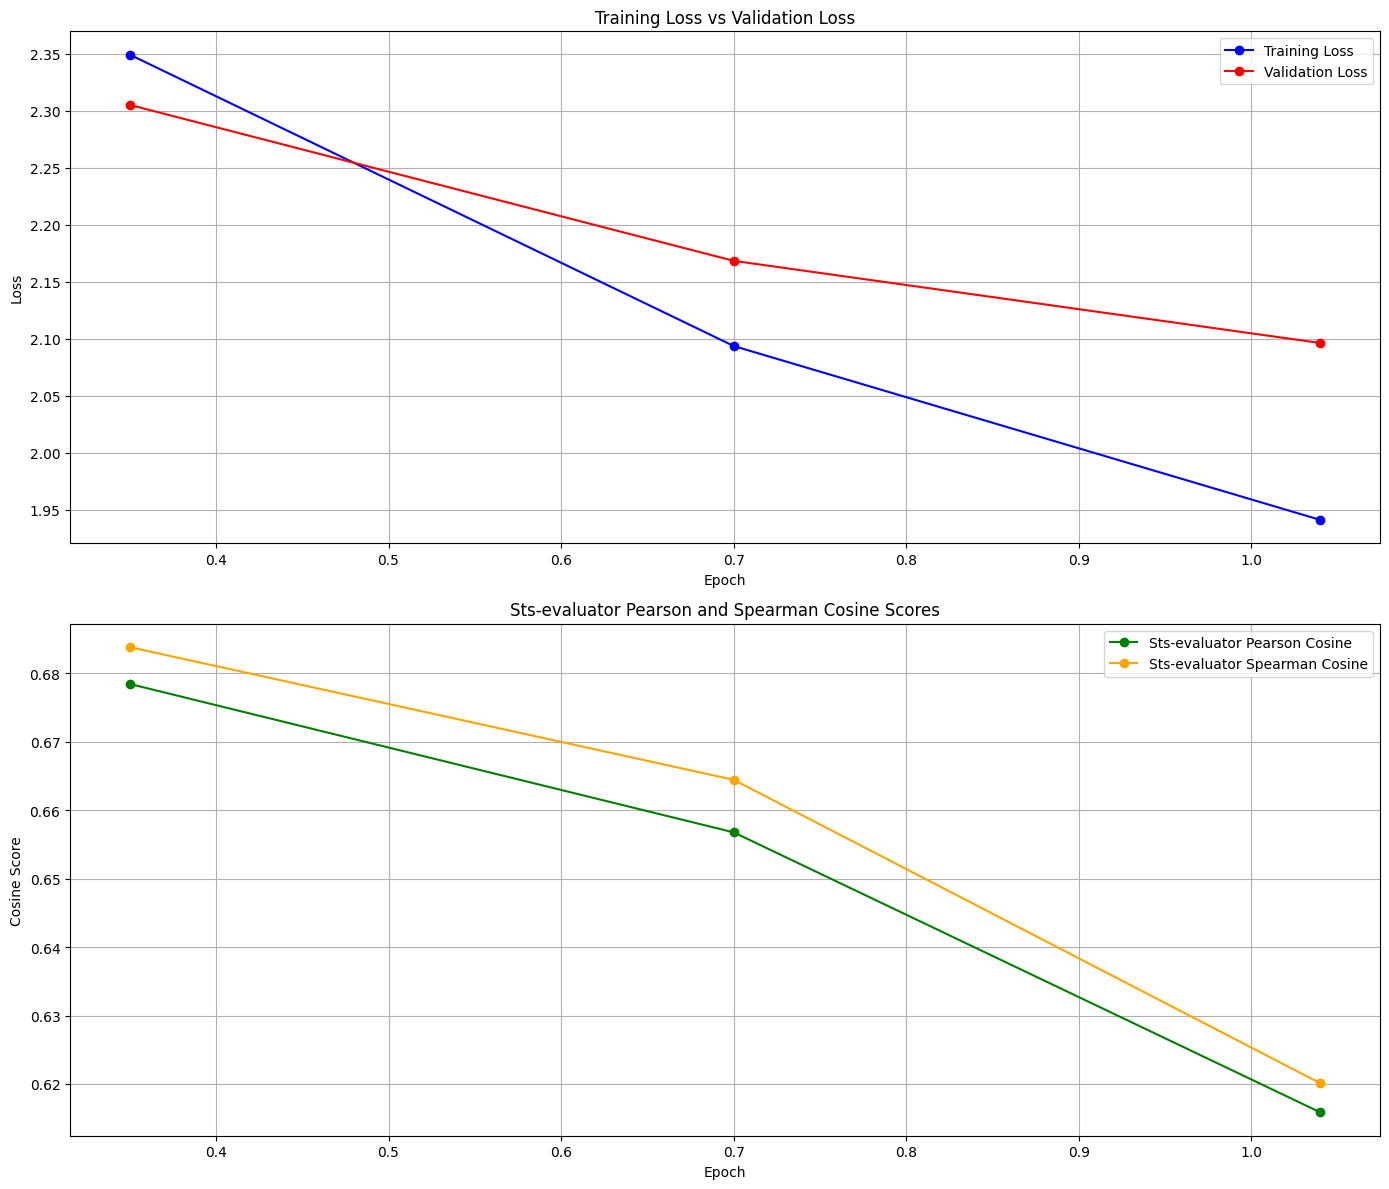 Training Loss vs Validation Loss
Training Loss
Validation Loss
2.35
2.30
2.25
2.20
2.15
2.10
2.05
2.00
1.95
Loss
0.4 0.5 0.6 0.7 0.8 0.9 1.0
Epoch
Sts-evaluator Pearson and Spearman Cosine Scores
Sts-evaluator Pearson Cosine
Sts-evaluator Spearman Cosine
0.68
0.67
0.66
0.65
0.64
0.63
0.62
Cosine Score
0.4 0.5 0.6 0.7 0.8 0.9 1.0
Epoch